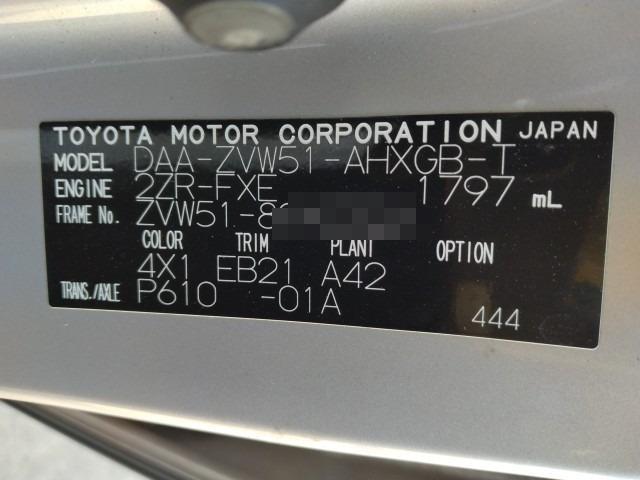 TOYOTA MOTOR CORPORATION JAPAN
MODEL DAA-ZVW51-AHXGB-T
ENGINE 2ZR-FXE 1797 mL
FRAME No. ZVW51-8
COLOR TRIM PLANT OPTION
4X1 EB21 A42
TRANS./AXLE P610 -01A
444